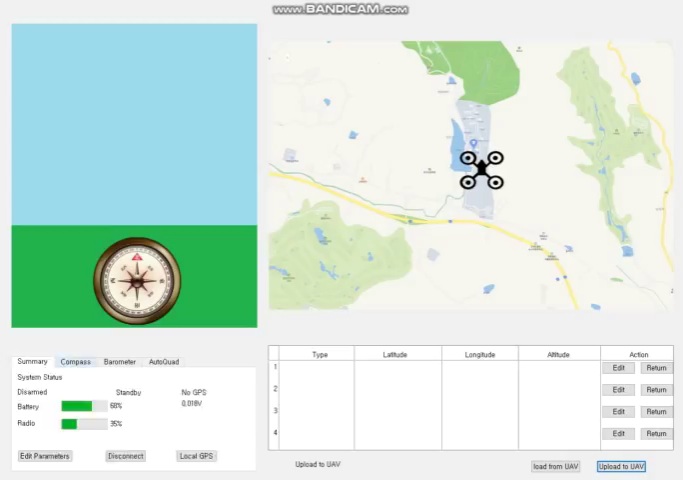 www.BANDICAM.com
Summary Compass Barometer AutoQuad
System Status
Disarmed Standby No GPS
Battery 68% 0.018V
Radio 35%
Edit Parameters Disconnect Local GPS
Type Latitude Longitude Altitude Action
1 Edit Return
2 Edit Return
3 Edit Return
4 Edit Return
Upload to UAV load from UAV Upload to UAV